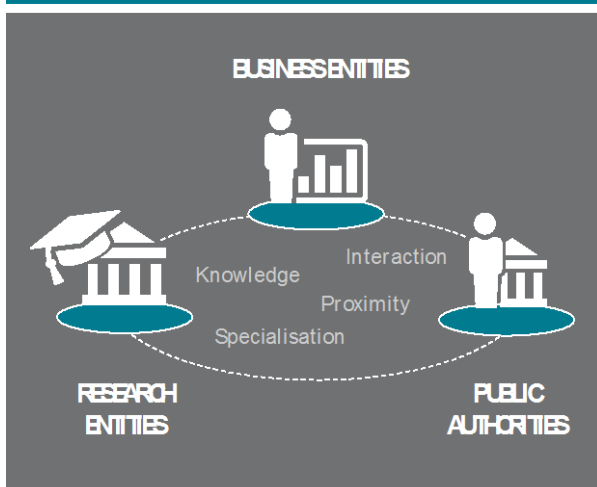 BUSINESS ENTITIES
Interaction
Knowledge
Proximity
Specialisation
RESEARCH
ENTITIES
PUBLIC
AUTHORITIES